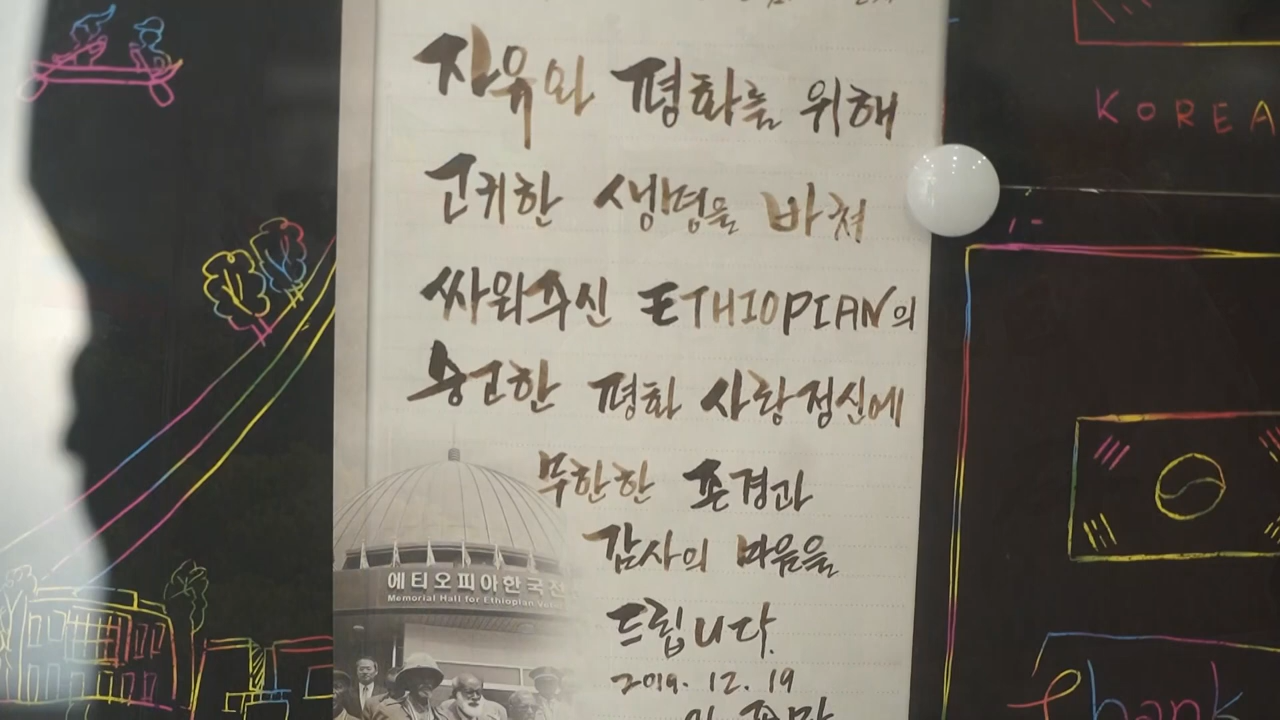 자유와 평화를 위해
고귀한 생명을 바쳐
싸워주신 ETHIOPIAN의
숭고한 평화 사랑정신에
무한한 존경과
감사의 마음을
드립니다.
2019. 12. 19
에티오피아한국전
Memorial Hall for Ethiopian
KOREA
Thank